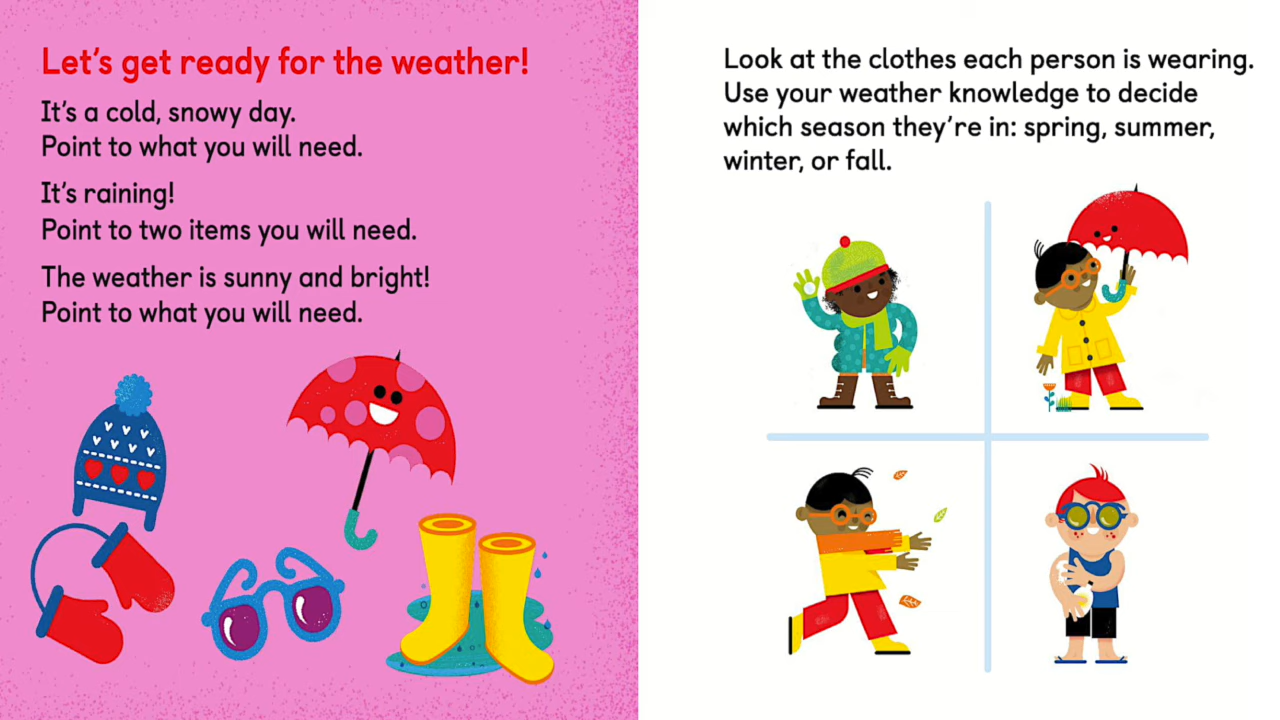 Let's get ready for the weather!
It's a cold, snowy day.
Point to what you will need.
It's raining!
Point to two items you will need.
The weather is sunny and bright!
Point to what you will need.
Look at the clothes each person is wearing.
Use your weather knowledge to decide
which season they're in: spring, summer,
winter, or fall.